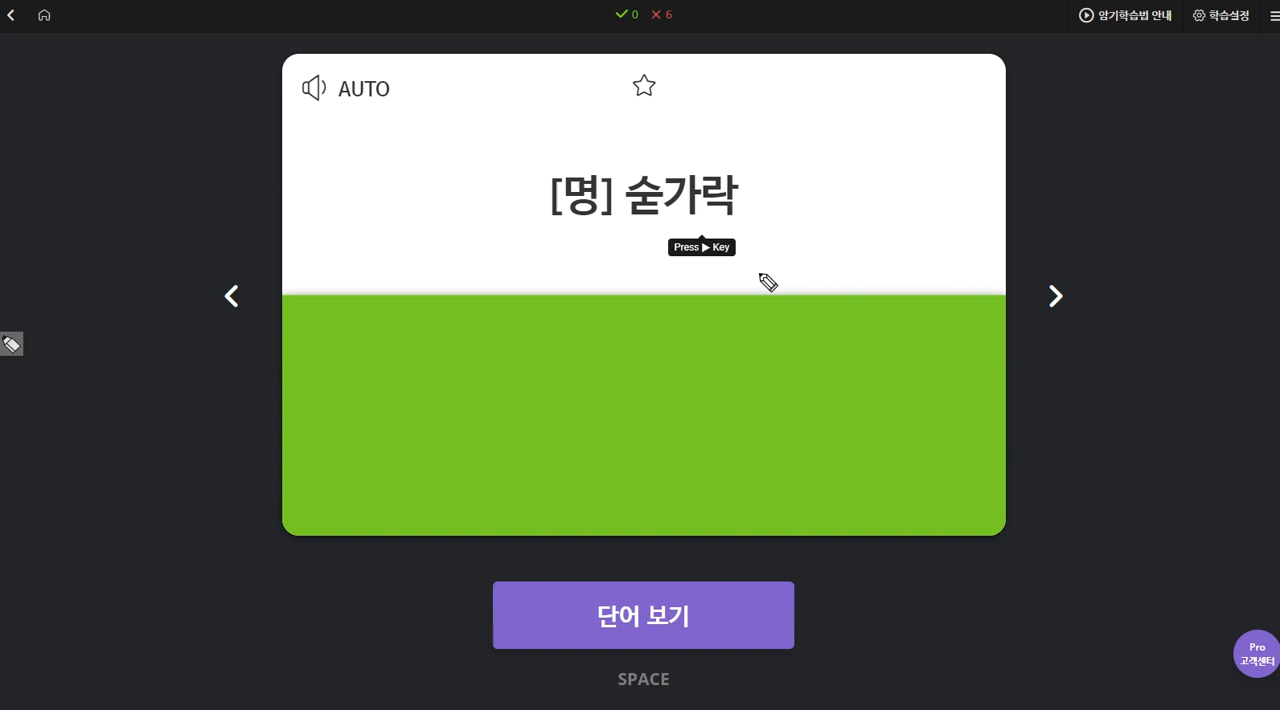 0 6
암기학습법 안내
학습설정
AUTO
[명] 숟가락
Press ▶ Key
단어 보기
SPACE
Pro
고객센터